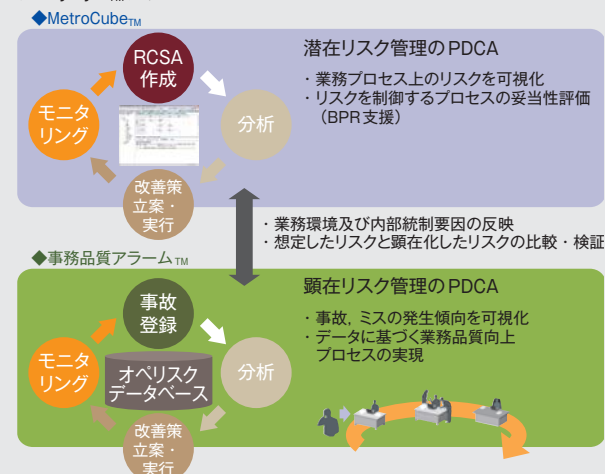 ◆MetroCube™
潜在リスク管理のPDCA
・業務プロセス上のリスクを可視化
・リスクを制御するプロセスの妥当性評価
（BPR支援）
RCSA
作成
分析
改善策
立案・
実行
モニタ
リング
・業務環境及び内部統制要因の反映
・想定したリスクと顕在化したリスクの比較・検証
◆事務品質アラーム™
顕在リスク管理のPDCA
・事故，ミスの発生傾向を可視化
・データに基づく業務品質向上
プロセスの実現
事故
登録
分析
改善策
立案・
実行
モニタ
リング
オペリスク
データベース